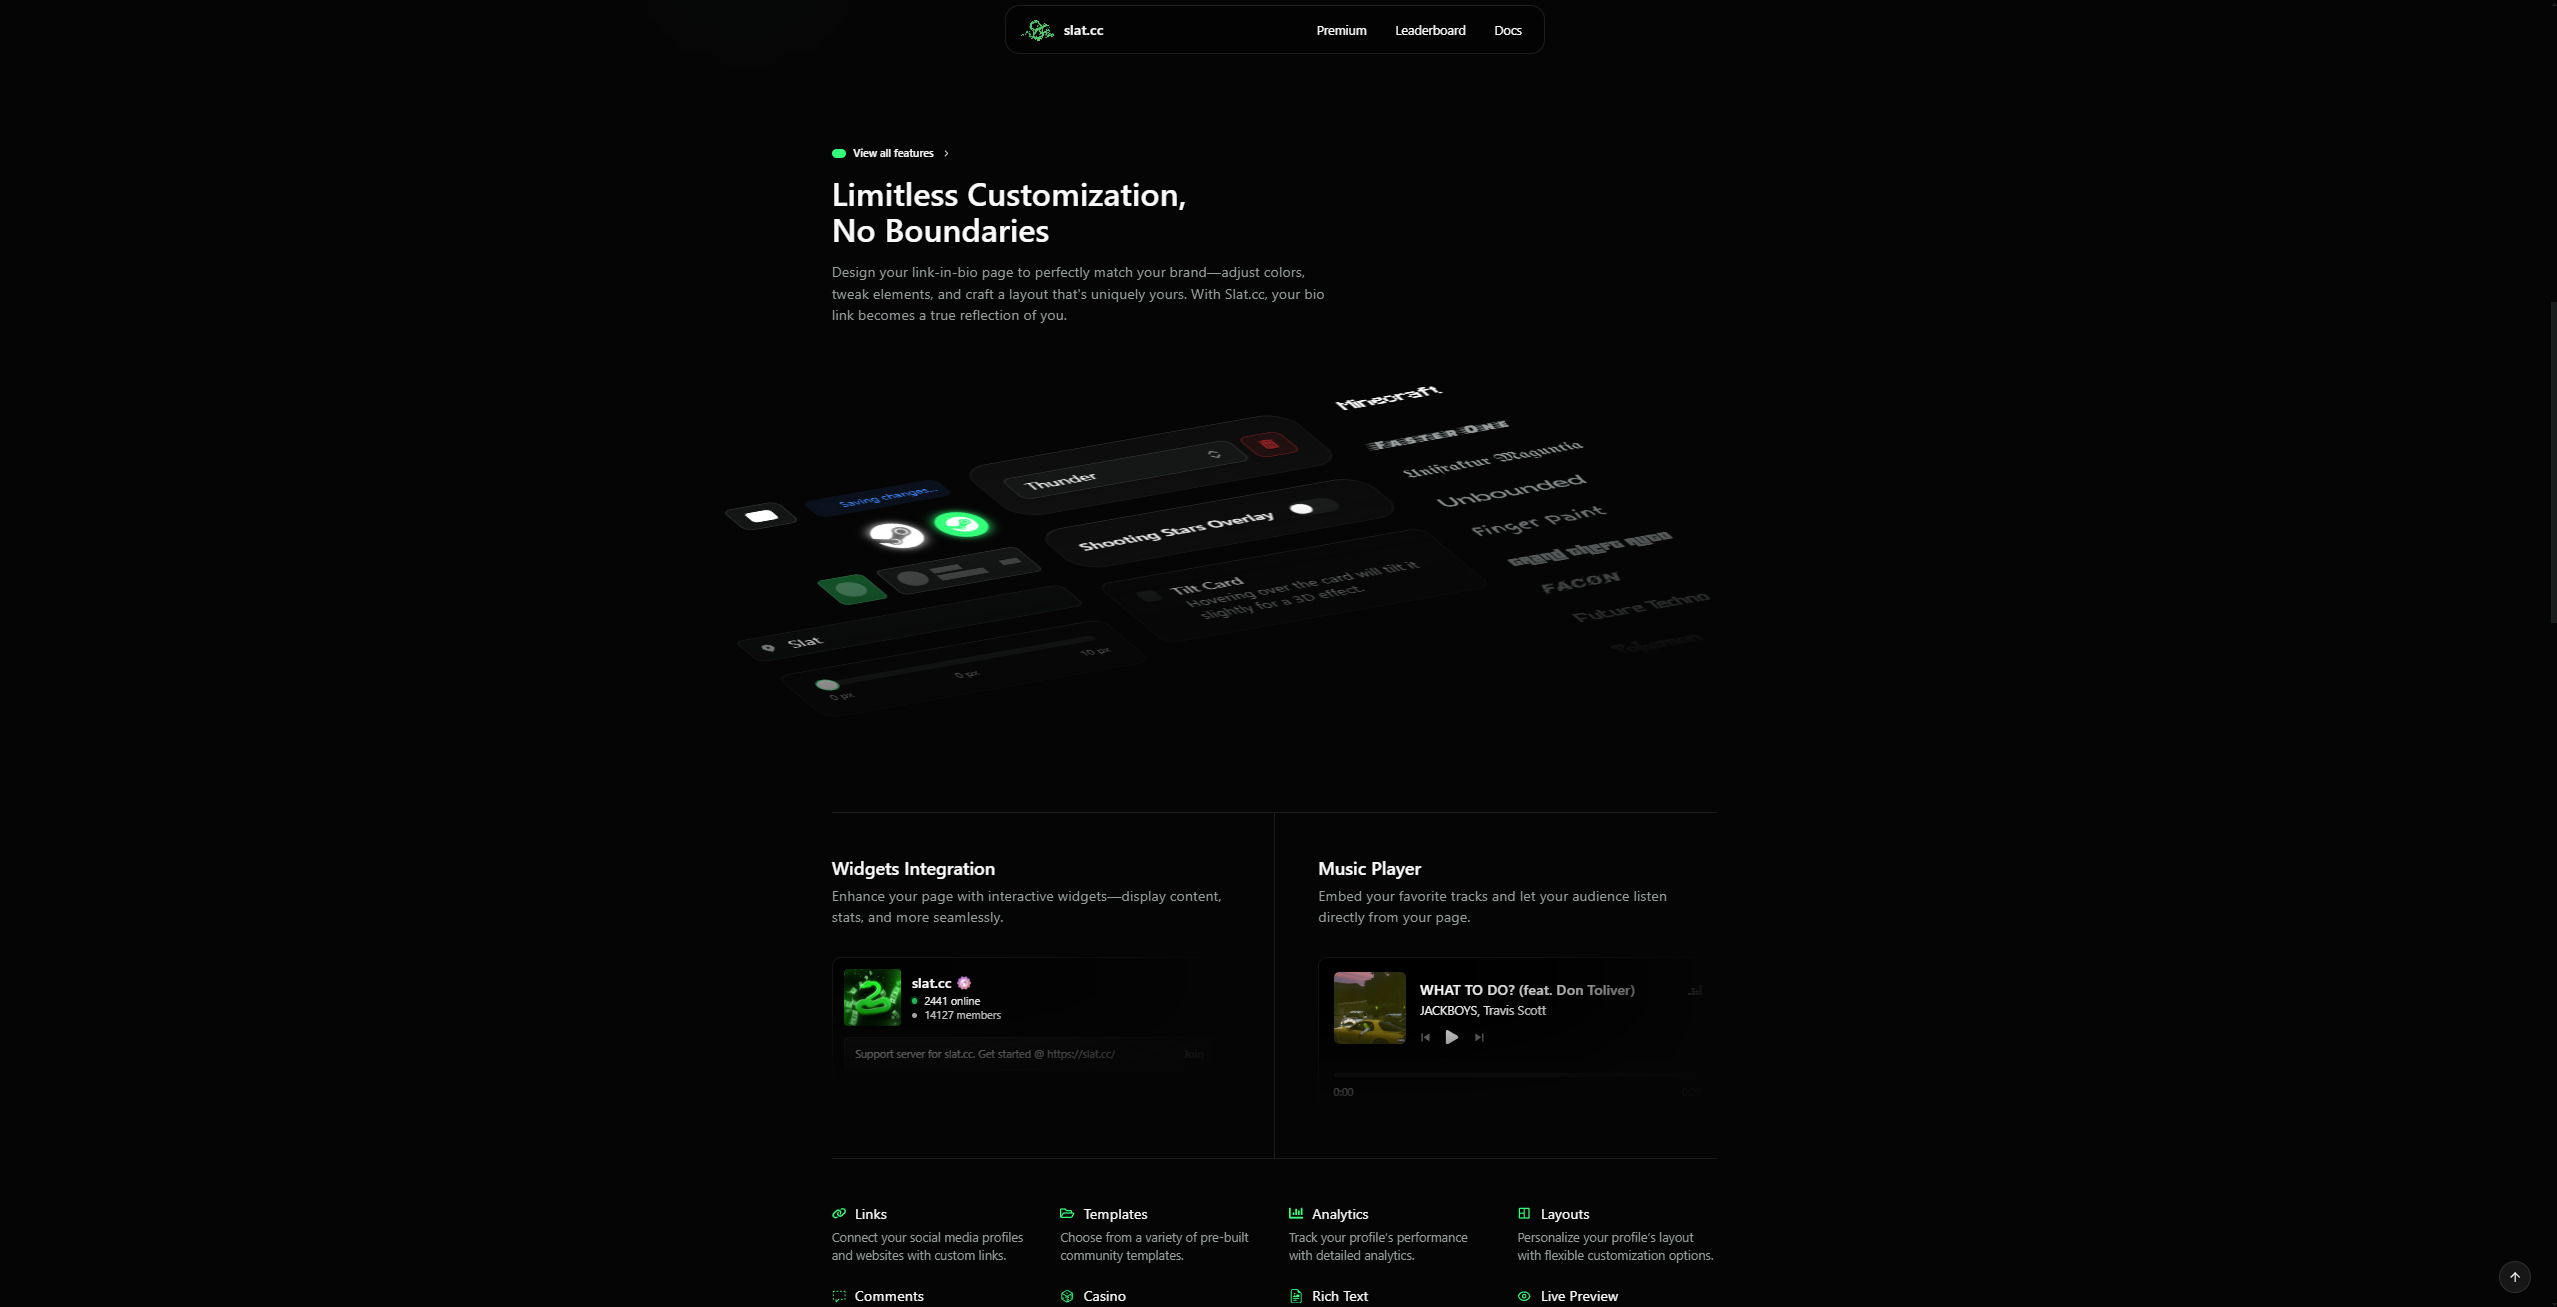 slat.cc
Premium
Leaderboard
Docs
View all features
Limitless Customization,
No Boundaries
Design your link-in-bio page to perfectly match your brand—adjust colors,
tweak elements, and craft a layout that's uniquely yours. With Slat.cc, your bio
link becomes a true reflection of you.
Minecraft
Faster One
Unifraktur Maguntia
Unbounded
Finger Paint
grand theft auto
FACON
Future Techno
Pokemon
Thunder
Saving changes...
Shooting Stars Overlay
Tilt Card
Hovering over the card will tilt it
slightly for a 3D effect.
Slat
0 px
0 px
10 px
Widgets Integration
Enhance your page with interactive widgets—display content,
stats, and more seamlessly.
slat.cc
2441 online
14127 members
Support server for slat.cc. Get started @ https://slat.cc/
Join
Music Player
Embed your favorite tracks and let your audience listen
directly from your page.
WHAT TO DO? (feat. Don Toliver)
JACKBOYS, Travis Scott
0:00
Links
Connect your social media profiles
and websites with custom links.
Templates
Choose from a variety of pre-built
community templates.
Analytics
Track your profile's performance
with detailed analytics.
Layouts
Personalize your profile's layout
with flexible customization options.
Comments
Casino
Rich Text
Live Preview